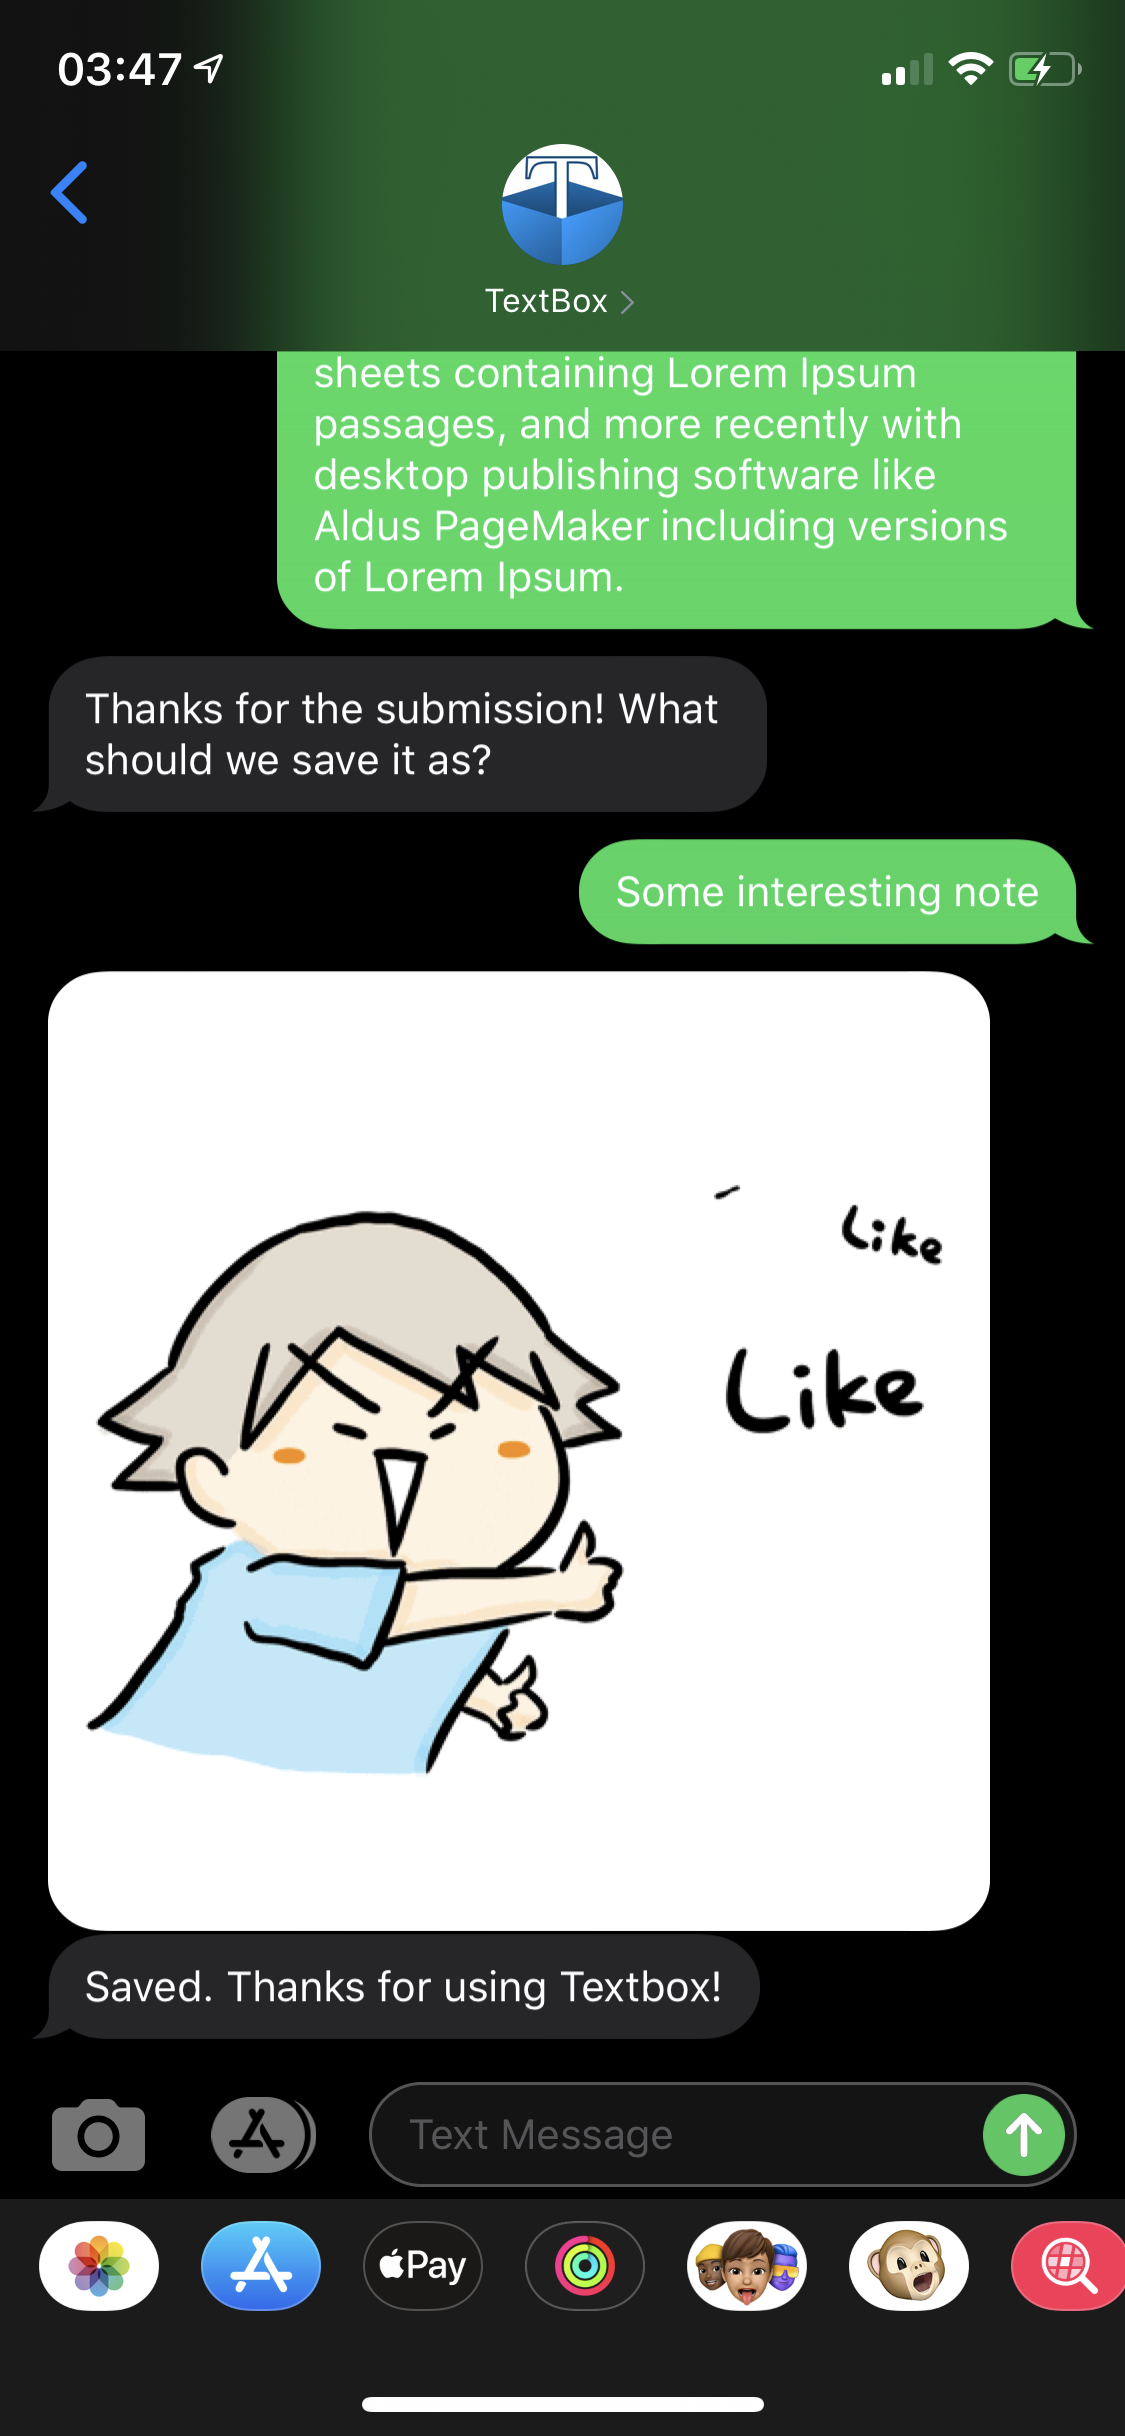 03:47
T
TextBox
sheets containing Lorem Ipsum
passages, and more recently with
desktop publishing software like
Aldus PageMaker including versions
of Lorem Ipsum.
Thanks for the submission! What
should we save it as?
Some interesting note
Like
Like
Saved. Thanks for using Textbox!
Text Message
Pay